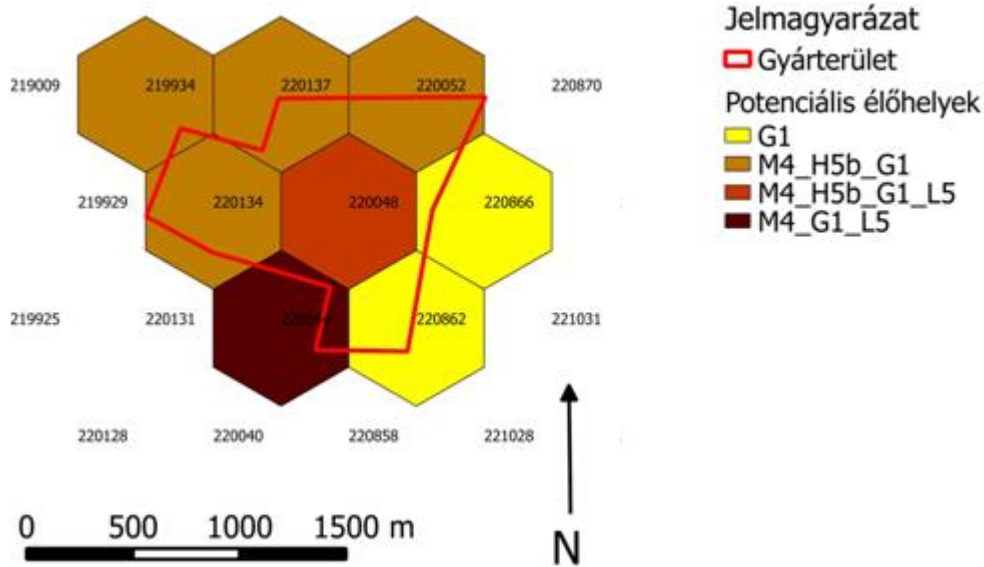 Jelmagyarázat
Gyárterület
Potenciális élőhelyek
G1
M4_H5b_G1
M4_H5b_G1_L5
M4_G1_L5
219009 219934 220137 220052 220870
219929 220134 220048 220866
219925 220131 220862 221031
220128 220040 220858 221028
0 500 1000 1500 m
N